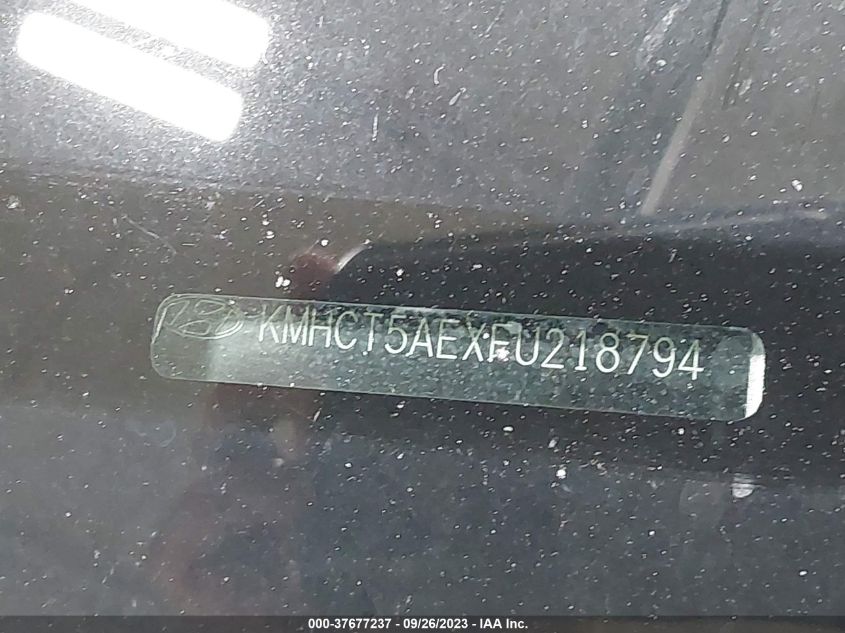 KMHCT5AEXFU218794
000-37677237 - 09/26/2023 - IAA Inc.